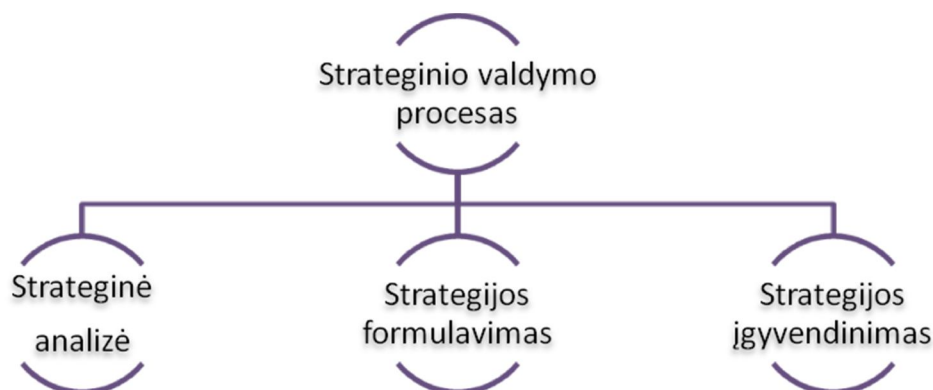 Strateginio valdymo
procesas
Strateginė
analizė
Strategijos
formulavimas
Strategijos
įgyvendinimas